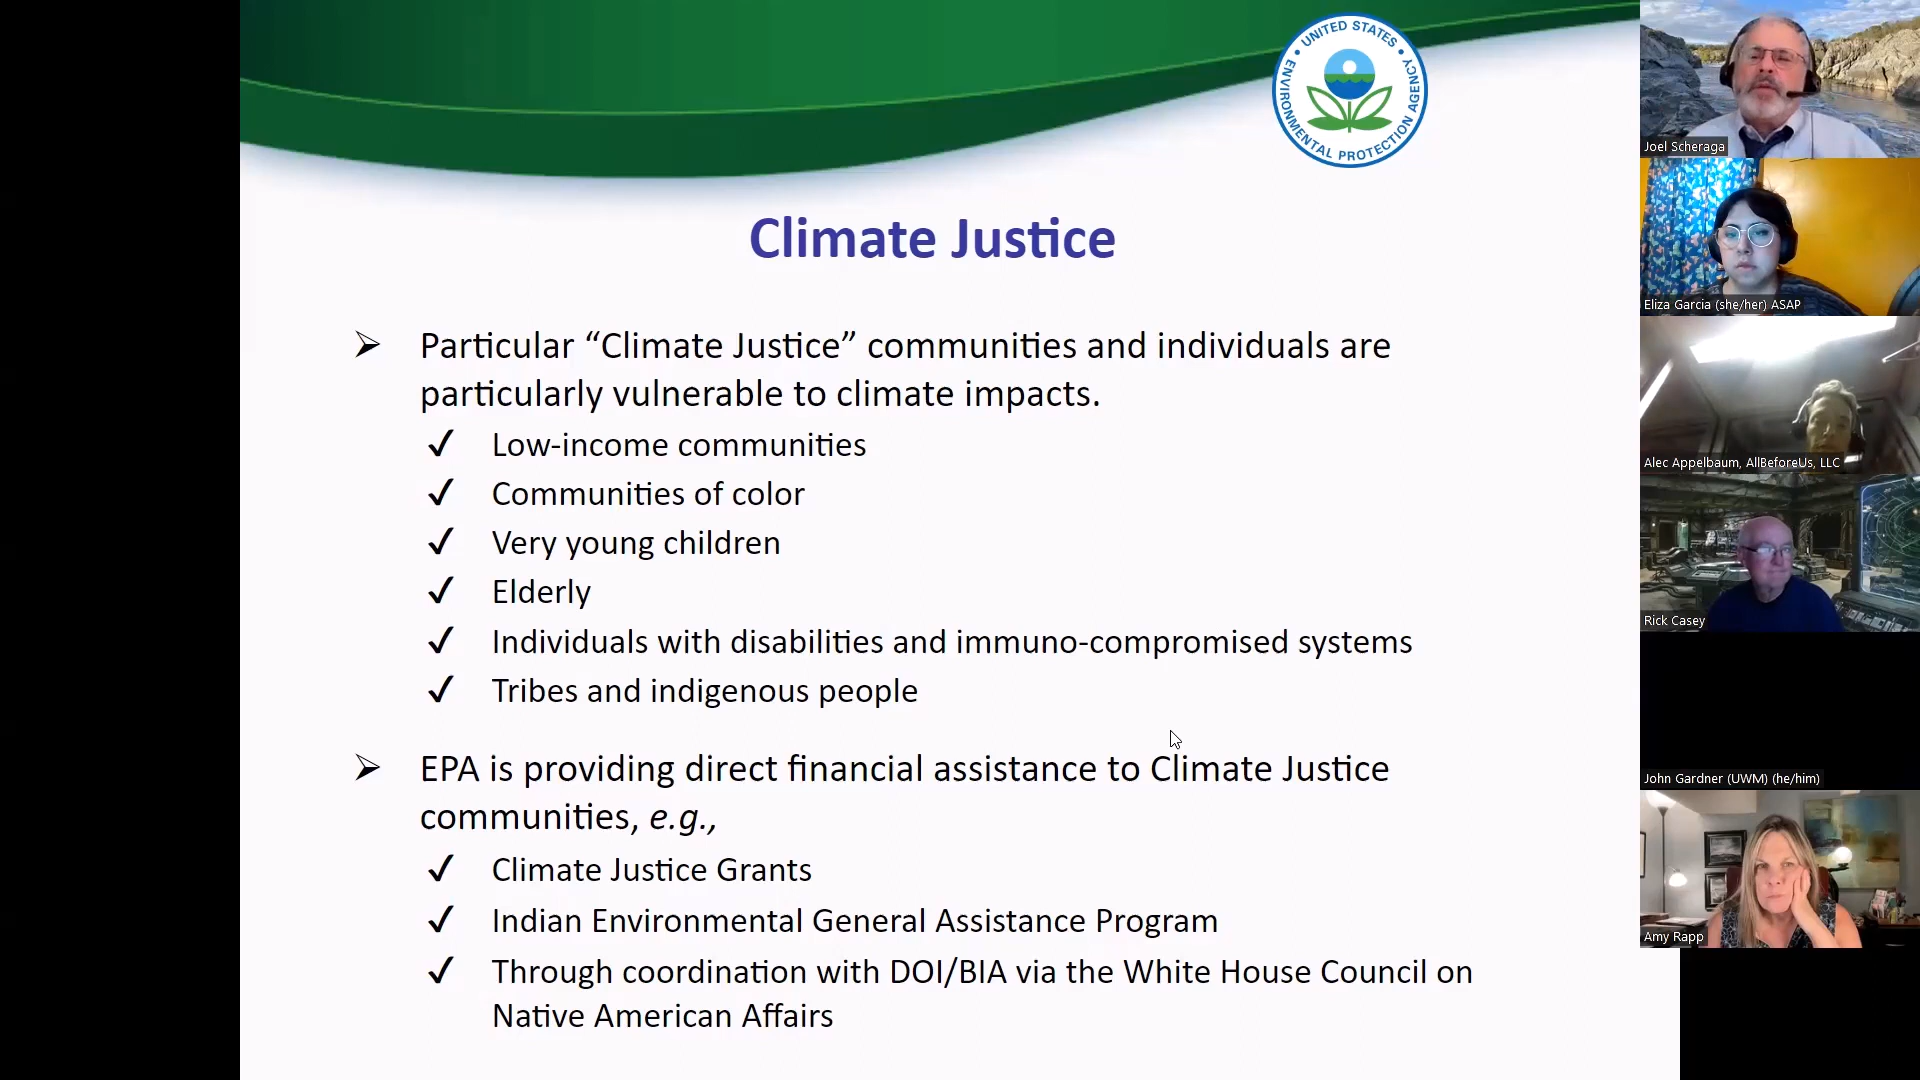 UNITED STATES
ENVIRONMENTAL PROTECTION AGENCY
Climate Justice
Particular “Climate Justice” communities and individuals are
particularly vulnerable to climate impacts.
Low-income communities
Communities of color
Very young children
Elderly
Individuals with disabilities and immuno-compromised systems
Tribes and indigenous people
EPA is providing direct financial assistance to Climate Justice
communities, e.g.,
Climate Justice Grants
Indian Environmental General Assistance Program
Through coordination with DOI/BIA via the White House Council on
Native American Affairs
Joel Scheraga
Eliza Garcia (she/her) ASAP
Alec Appelbaum, AllBeforeUs, LLC
Rick Casey
John Gardner (UWM) (he/him)
Amy Rapp